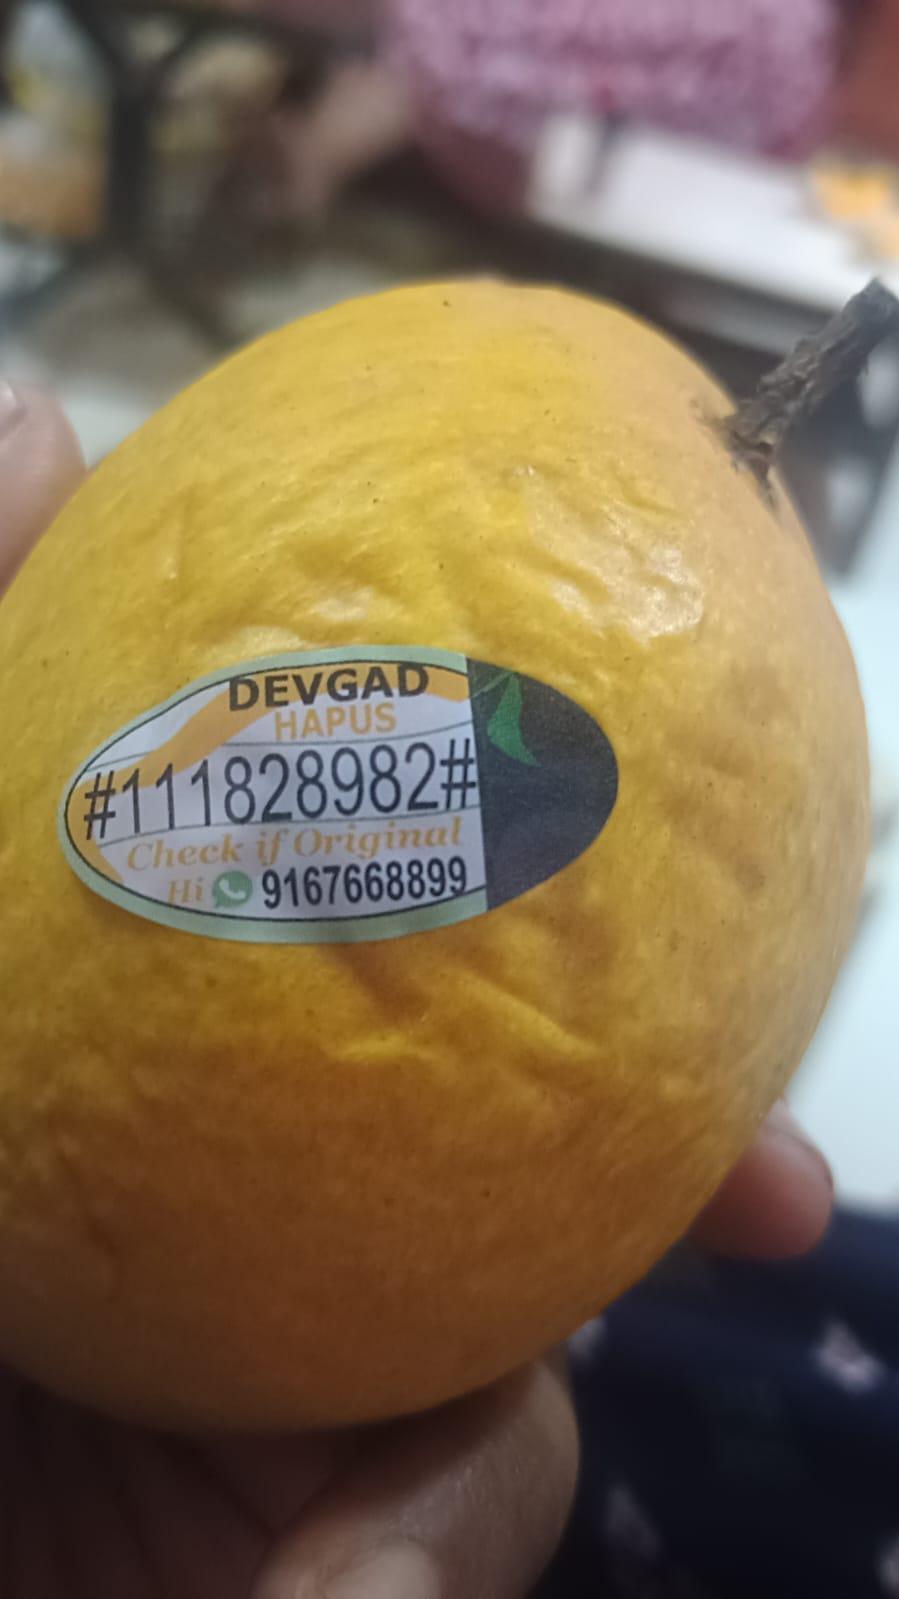 DEVGAD
HAPUS
#111828982#
Check if Original
Hi 9167668899